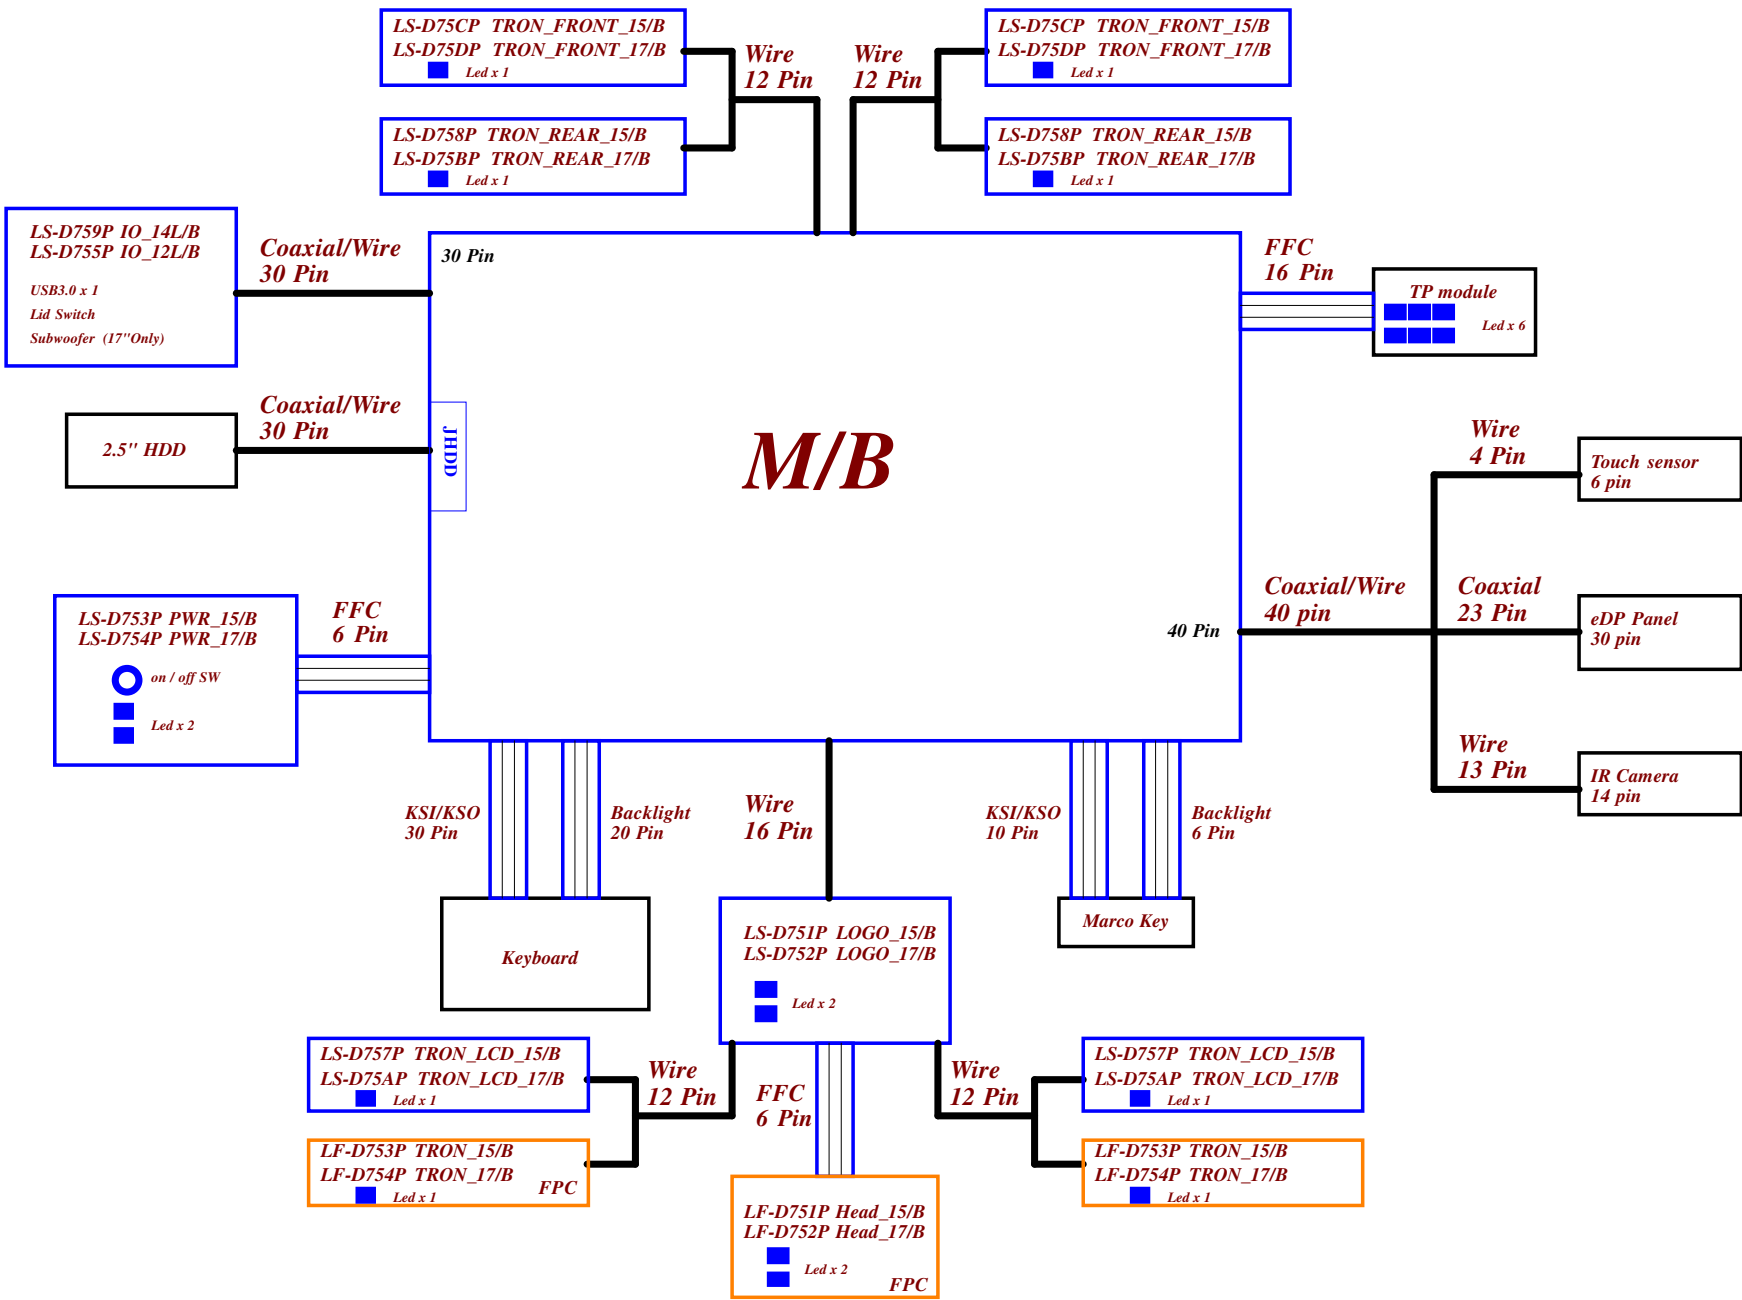 LS-D75CP TRON_FRONT_15/B
LS-D75DP TRON_FRONT_17/B
Led x 1
Wire
12 Pin
Wire
12 Pin
LS-D75CP TRON_FRONT_15/B
LS-D75DP TRON_FRONT_17/B
Led x 1
LS-D758P TRON_REAR_15/B
LS-D75BP TRON_REAR_17/B
Led x 1
LS-D758P TRON_REAR_15/B
LS-D75BP TRON_REAR_17/B
Led x 1
LS-D759P IO_14L/B
LS-D755P IO_12L/B
USB3.0 x 1
Lid Switch
Subwoofer (17"Only)
Coaxial/Wire
30 Pin
30 Pin
FFC
16 Pin
TP module
Led x 6
2.5" HDD
Coaxial/Wire
30 Pin
JHDD
M/B
Wire
4 Pin
Touch sensor
6 pin
Coaxial/Wire
40 pin
40 Pin
Coaxial
23 Pin
eDP Panel
30 pin
Wire
13 Pin
IR Camera
14 pin
LS-D753P PWR_15/B
LS-D754P PWR_17/B
on / off SW
Led x 2
FFC
6 Pin
KSI/KSO
30 Pin
Backlight
20 Pin
Wire
16 Pin
KSI/KSO
10 Pin
Backlight
6 Pin
Keyboard
LS-D751P LOGO_15/B
LS-D752P LOGO_17/B
Led x 2
Marco Key
LS-D757P TRON_LCD_15/B
LS-D75AP TRON_LCD_17/B
Led x 1
Wire
12 Pin
FFC
6 Pin
Wire
12 Pin
LS-D757P TRON_LCD_15/B
LS-D75AP TRON_LCD_17/B
Led x 1
LF-D753P TRON_15/B
LF-D754P TRON_17/B
Led x 1
FPC
LF-D751P Head_15/B
LF-D752P Head_17/B
Led x 2
FPC
LF-D753P TRON_15/B
LF-D754P TRON_17/B
Led x 1